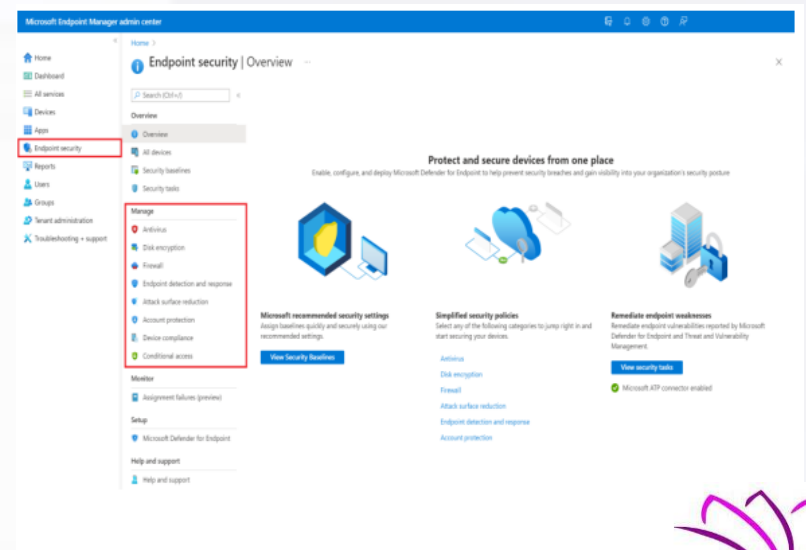 Microsoft Endpoint Manager admin center
Home
Dashboard
All services
Devices
Apps
Endpoint security
Reports
Users
Groups
Tenant administration
Troubleshooting + support
Home >
Endpoint security | Overview ...
Search (Ctrl+/)
Overview
Overview
All devices
Security baselines
Security tasks
Manage
Antivirus
Disk encryption
Firewall
Endpoint detection and response
Attack surface reduction
Account protection
Device compliance
Conditional access
Monitor
Assignment failures (preview)
Setup
Microsoft Defender for Endpoint
Help and support
Help and support
Protect and secure devices from one place
Enable, configure, and deploy Microsoft Defender for Endpoint to help prevent security breaches and gain visibility into your organization's security posture
Microsoft recommended security settings
Assign baselines quickly and securely using our
recommended settings.
View Security Baselines
Simplified security policies
Select any of the following categories to jump right in and
start securing your devices.
Antivirus
Disk encryption
Firewall
Attack surface reduction
Endpoint detection and response
Account protection
Remediate endpoint weaknesses
Remediate endpoint vulnerabilities reported by Microsoft
Defender for Endpoint and Threat and Vulnerability
Management.
View security tasks
Microsoft ATP connector enabled